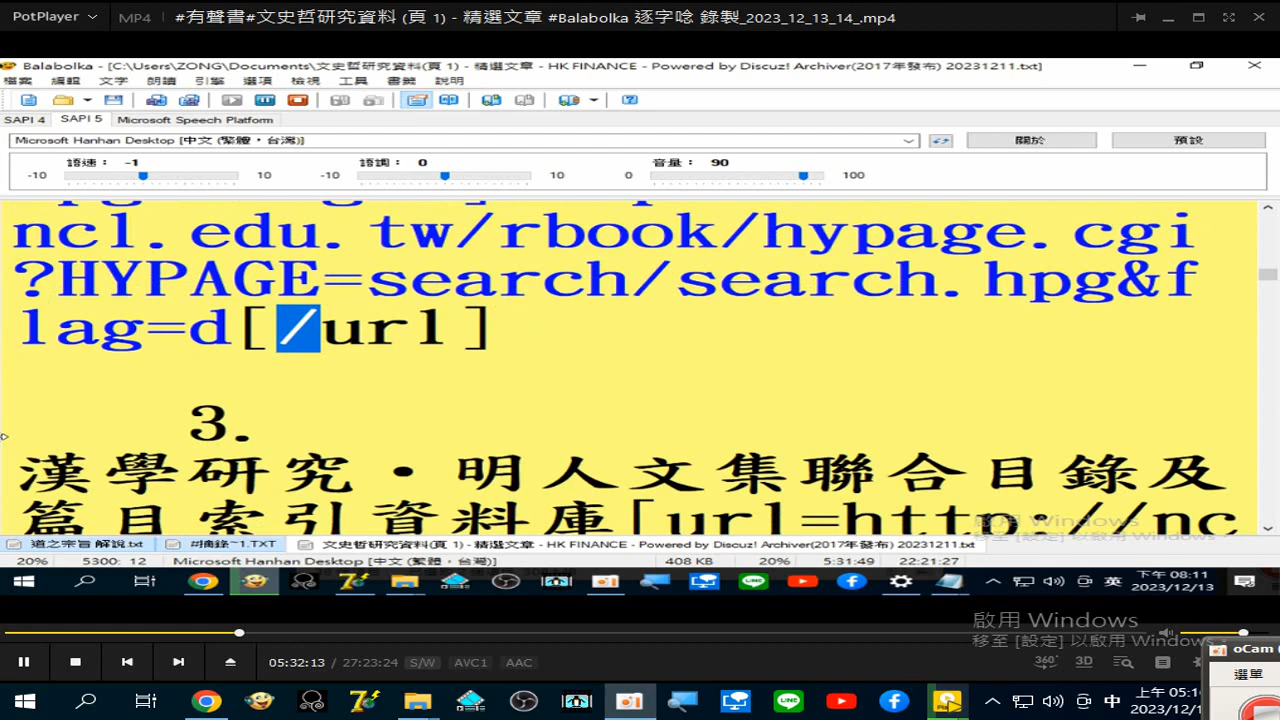 PotPlayer
MP4
#有聲書#文史哲研究資料 (頁 1) - 精選文章 #Balabolka 逐字唸 錄製_2023_12_13_14_.mp4
Balabolka - [C:\Users\ZONG\Documents\文史哲研究資料(頁 1) - 精選文章 - HK FINANCE - Powered by Discuz! Archiver(2017年發布) 20231211.txt]
檔案 編輯 文字 朗讀 引擎 選項 檢視 工具 書籤 說明
SAPI 4 SAPI 5 Microsoft Speech Platform
Microsoft Hanhan Desktop [中文 (繁體，台灣)]
關於 預設
語速： -1 語調： 0 音量： 90
-10 10 -10 10 0 100
ncl.edu.tw/rbook/hypage.cgi
?HYPAGE=search/search.hpg&f
lag=d[/url]
3.
漢學研究‧明人文集聯合目錄及
篇目索引資料庫[url=http://nc
道之宗旨 解說.txt #摘錄~1.TXT 文史哲研究資料(頁 1) - 精選文章 - HK FINANCE - Powered by Discuz! Archiver(2017年發布) 20231211.txt
20% 5300: 12 Microsoft Hanhan Desktop [中文 (繁體，台灣)] 408 KB 20% 5:31:49 22:21:27
英 下午 08:11
2023/12/13
啟用 Windows
移至 [設定] 以啟用 Windows。
05:32:13 / 27:23:24 S/W AVC1 AAC
360° 3D
oCam
選單
中 上午 05:1
2023/12/1